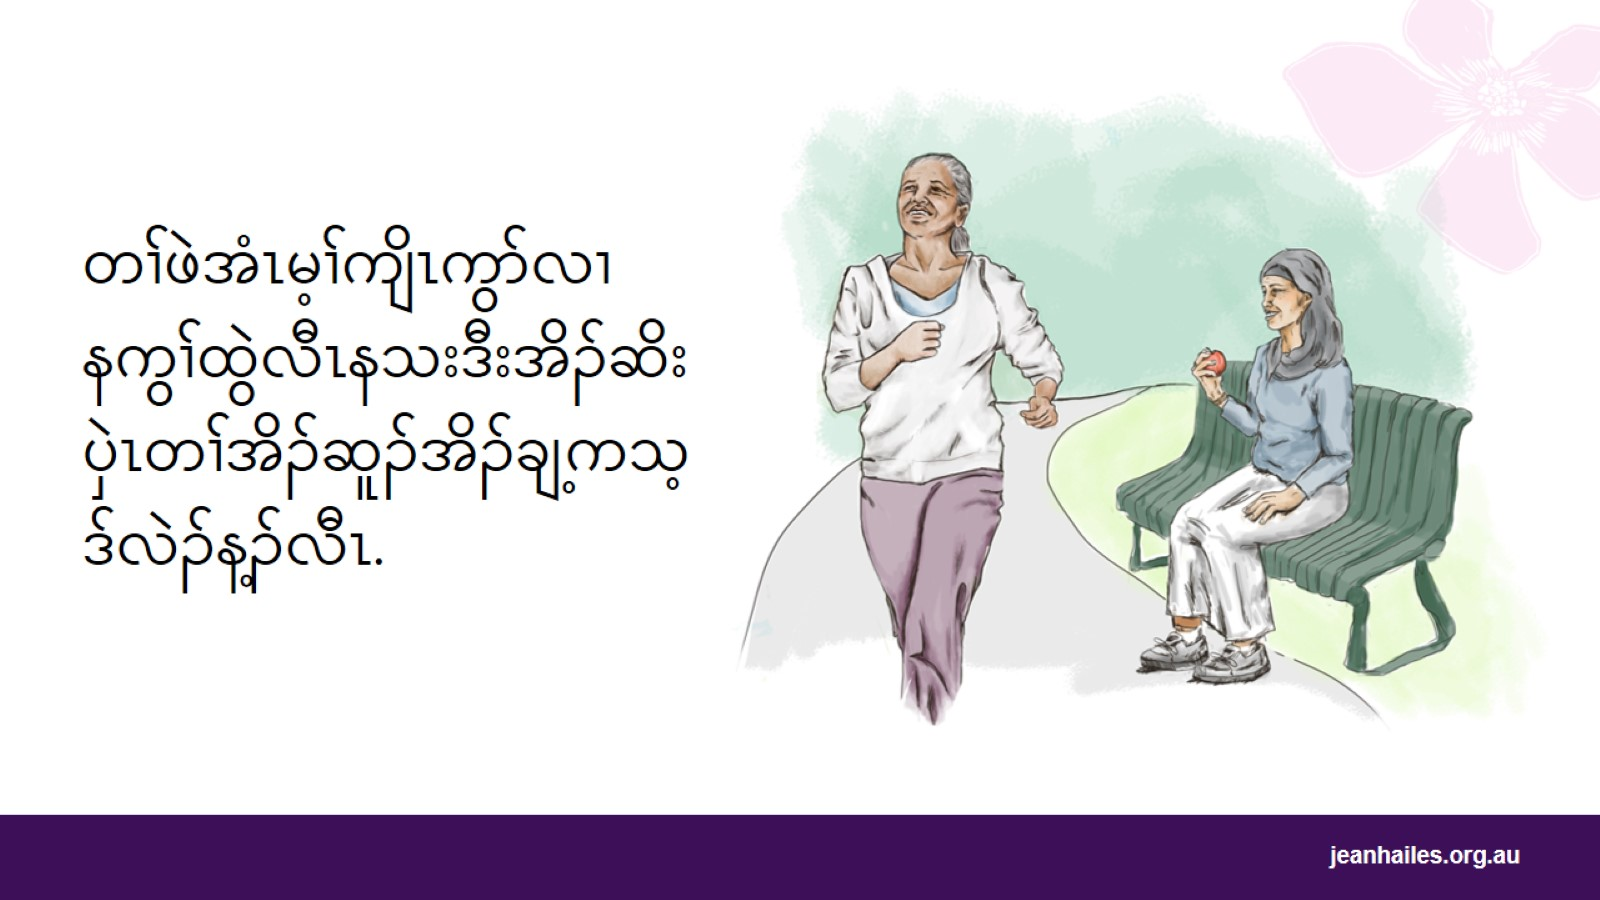 တၢ်ဖဲအံၤမ့ၢ်ကျိၤကွာ်လၢ
နကွၢ်ထွဲလီၤနသးဒီးအိၣ်ဆိး
ပှဲၤတၢ်အိၣ်ဆူၣ်အိၣ်ချ့ကသ့
ဒ်လဲၣ်န့ၣ်လီၤ.
jeanhailes.org.au